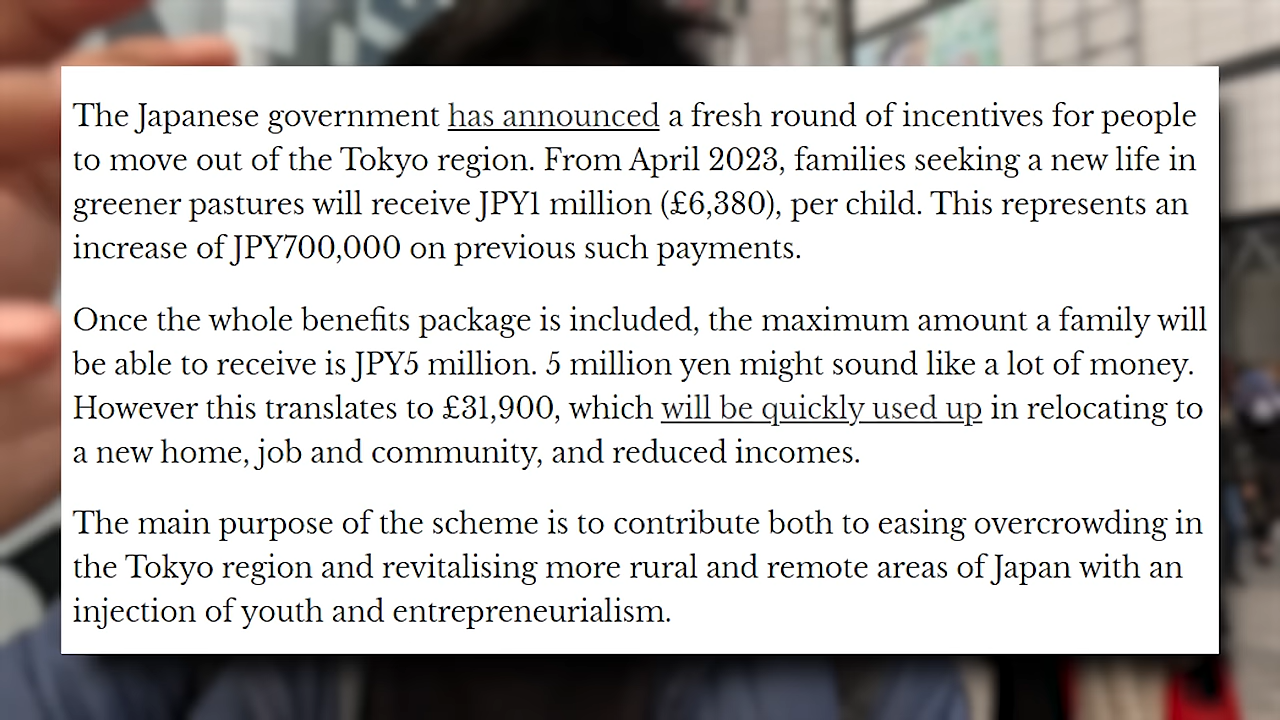 The Japanese government has announced a fresh round of incentives for people
to move out of the Tokyo region. From April 2023, families seeking a new life in
greener pastures will receive JPY1 million (£6,380), per child. This represents an
increase of JPY700,000 on previous such payments.
Once the whole benefits package is included, the maximum amount a family will
be able to receive is JPY5 million. 5 million yen might sound like a lot of money.
However this translates to £31,900, which will be quickly used up in relocating to
a new home, job and community, and reduced incomes.
The main purpose of the scheme is to contribute both to easing overcrowding in
the Tokyo region and revitalising more rural and remote areas of Japan with an
injection of youth and entrepreneurialism.